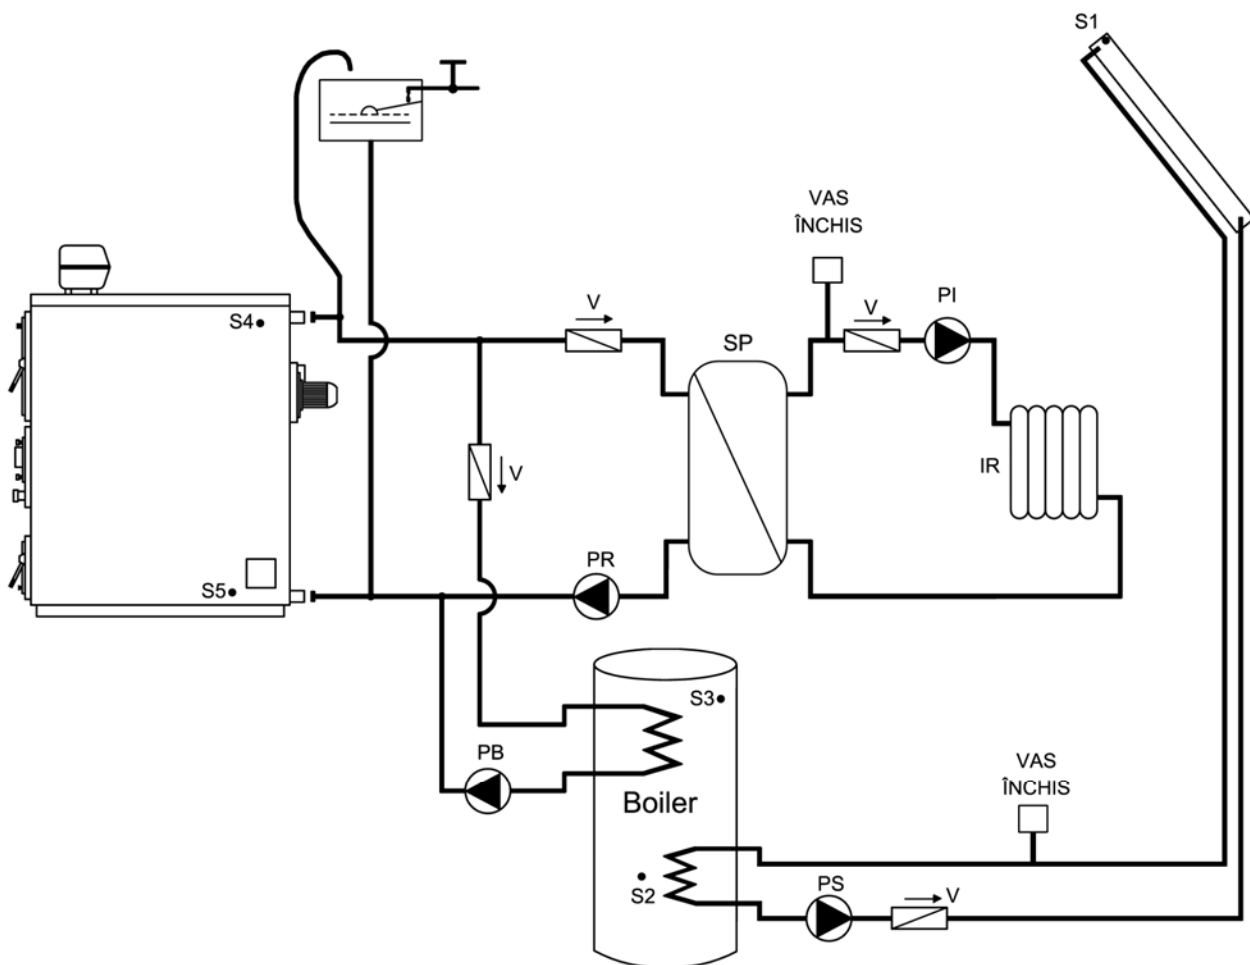 S1
VAS
ÎNCHIS
V
V
PI
S4
SP
IR
V
S5
PR
S3
PB
Boiler
VAS
ÎNCHIS
S2
PS
V